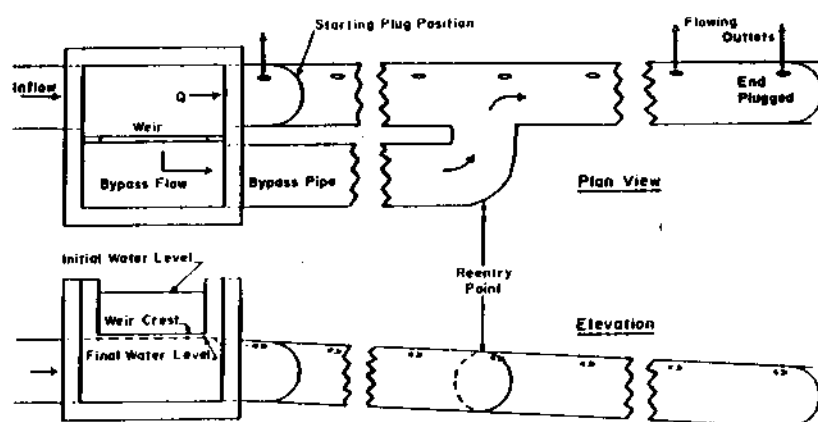 Starting Plug Position
Flowing
Outlets
Inflow
Q
End
Plugged
Weir
Bypass Flow
Bypass Pipe
Plan View
Initial Water Level
Reentry
Point
Weir Crest
Elevation
Final Water Level